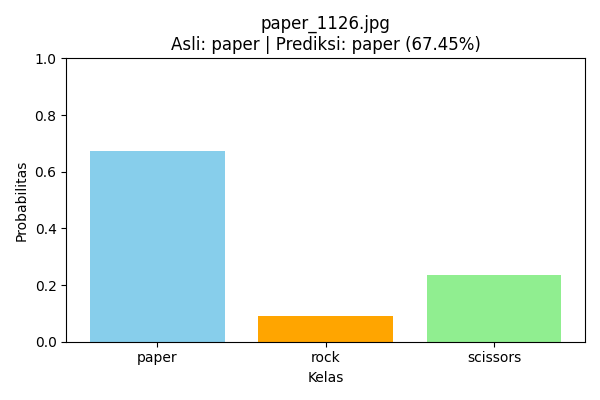 paper_1126.jpg
Asli: paper | Prediksi: paper (67.45%)
1.0
0.8
0.6
0.4
0.2
0.0
Probabilitas
paper
rock
scissors
Kelas